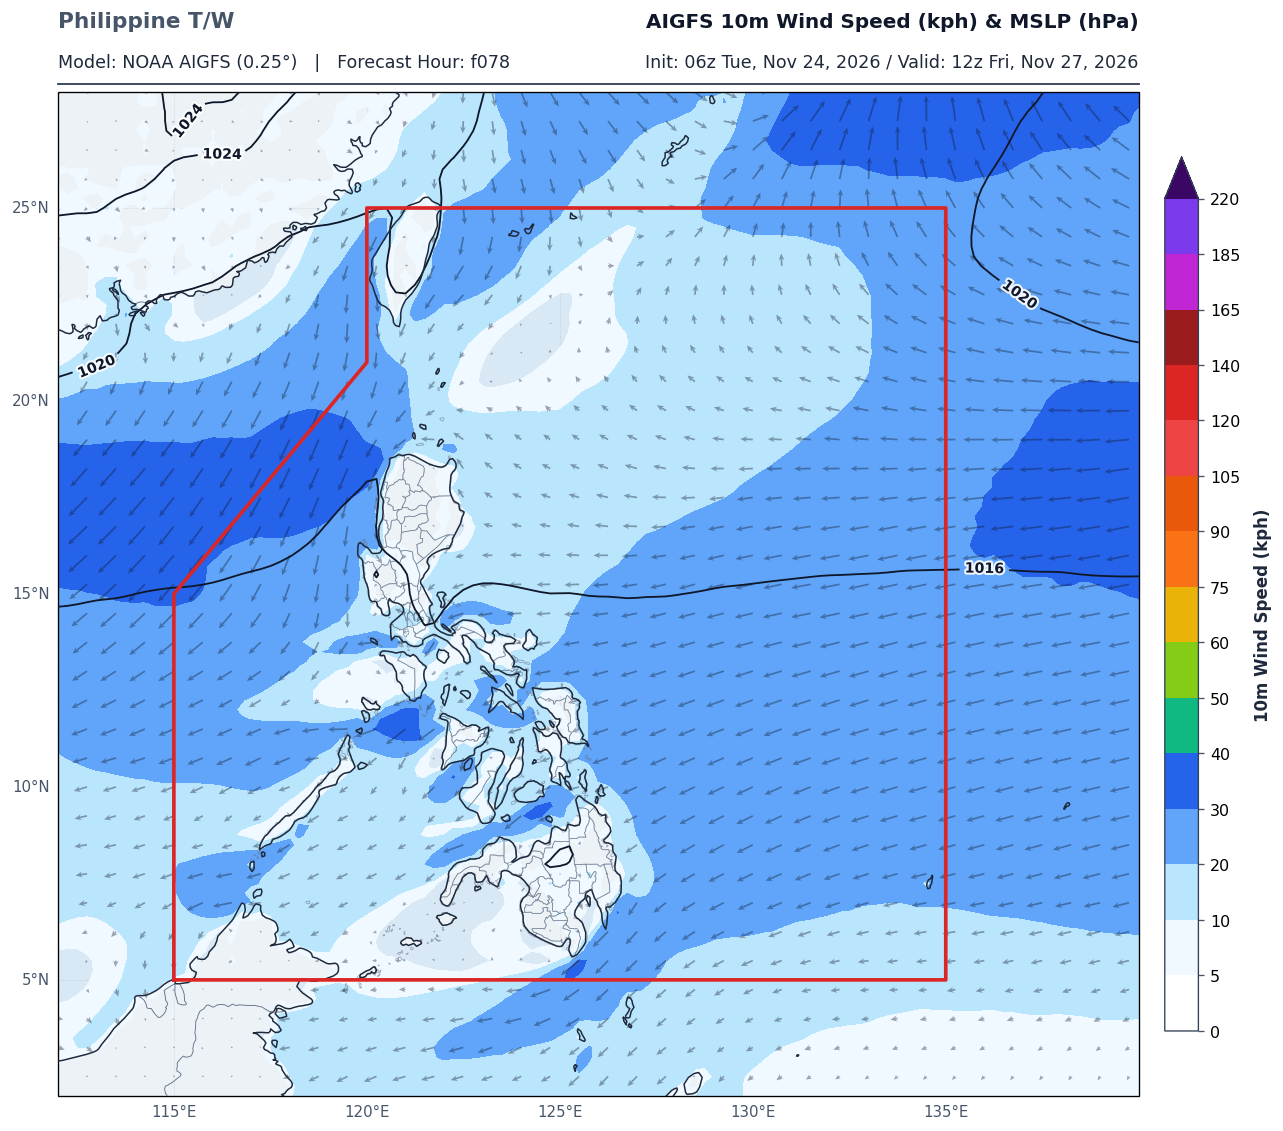 Philippine T/W
AIGFS 10m Wind Speed (kph) & MSLP (hPa)
Model: NOAA AIGFS (0.25°)   |   Forecast Hour: f078
Init: 06z Tue, Nov 24, 2026 / Valid: 12z Fri, Nov 27, 2026
1024
1024
1020
1020
1016
25°N
20°N
15°N
10°N
5°N
115°E
120°E
125°E
130°E
135°E
220
185
165
140
120
105
90
75
60
50
40
30
20
10
5
0
10m Wind Speed (kph)